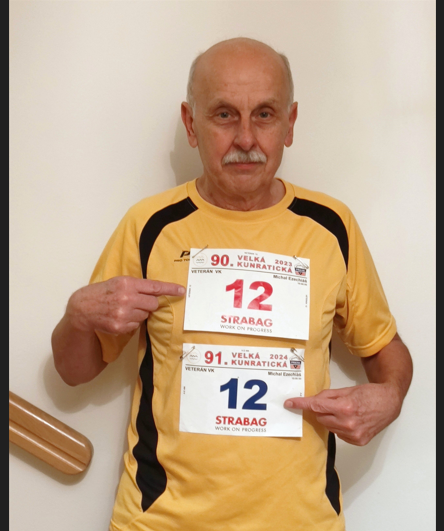 P
90. VELKÁ 2023
KUNRATICKÁ
VETERÁN VK
12
STRABAG
WORK ON PROGRESS
91. VELKÁ 2024
KUNRATICKÁ
VETERÁN VK
12
STRABAG
WORK ON PROGRESS